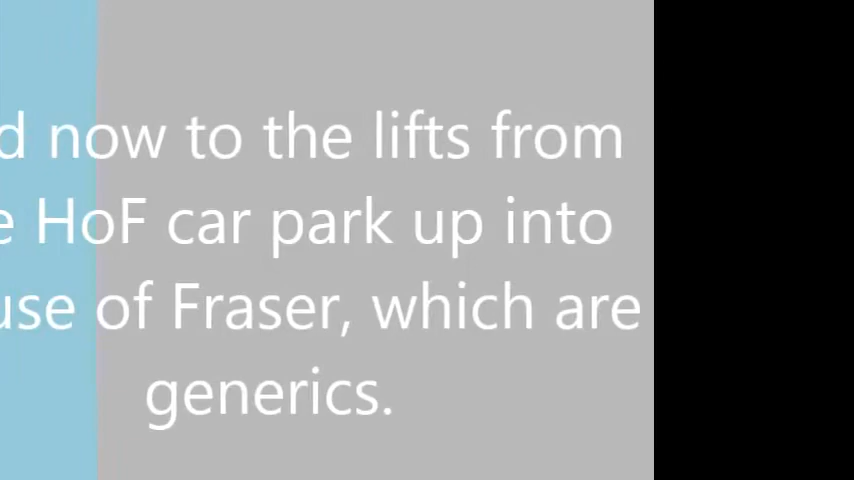 d now to the lifts from
e HoF car park up into
use of Fraser, which are
generics.